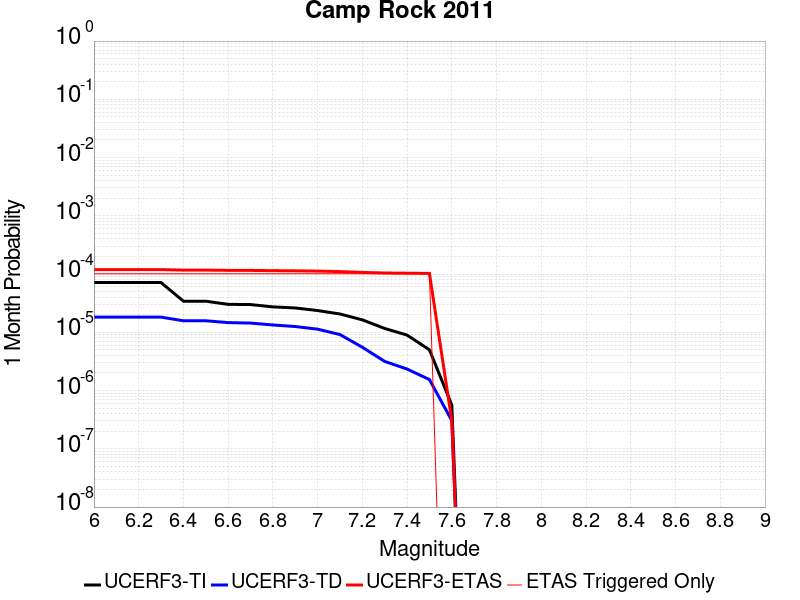 Camp Rock 2011
1 Month Probability
10^0
10^-1
10^-2
10^-3
10^-4
10^-5
10^-6
10^-7
10^-8
6 6.2 6.4 6.6 6.8 7 7.2 7.4 7.6 7.8 8 8.2 8.4 8.6 8.8 9
Magnitude
UCERF3-TI UCERF3-TD UCERF3-ETAS ETAS Triggered Only